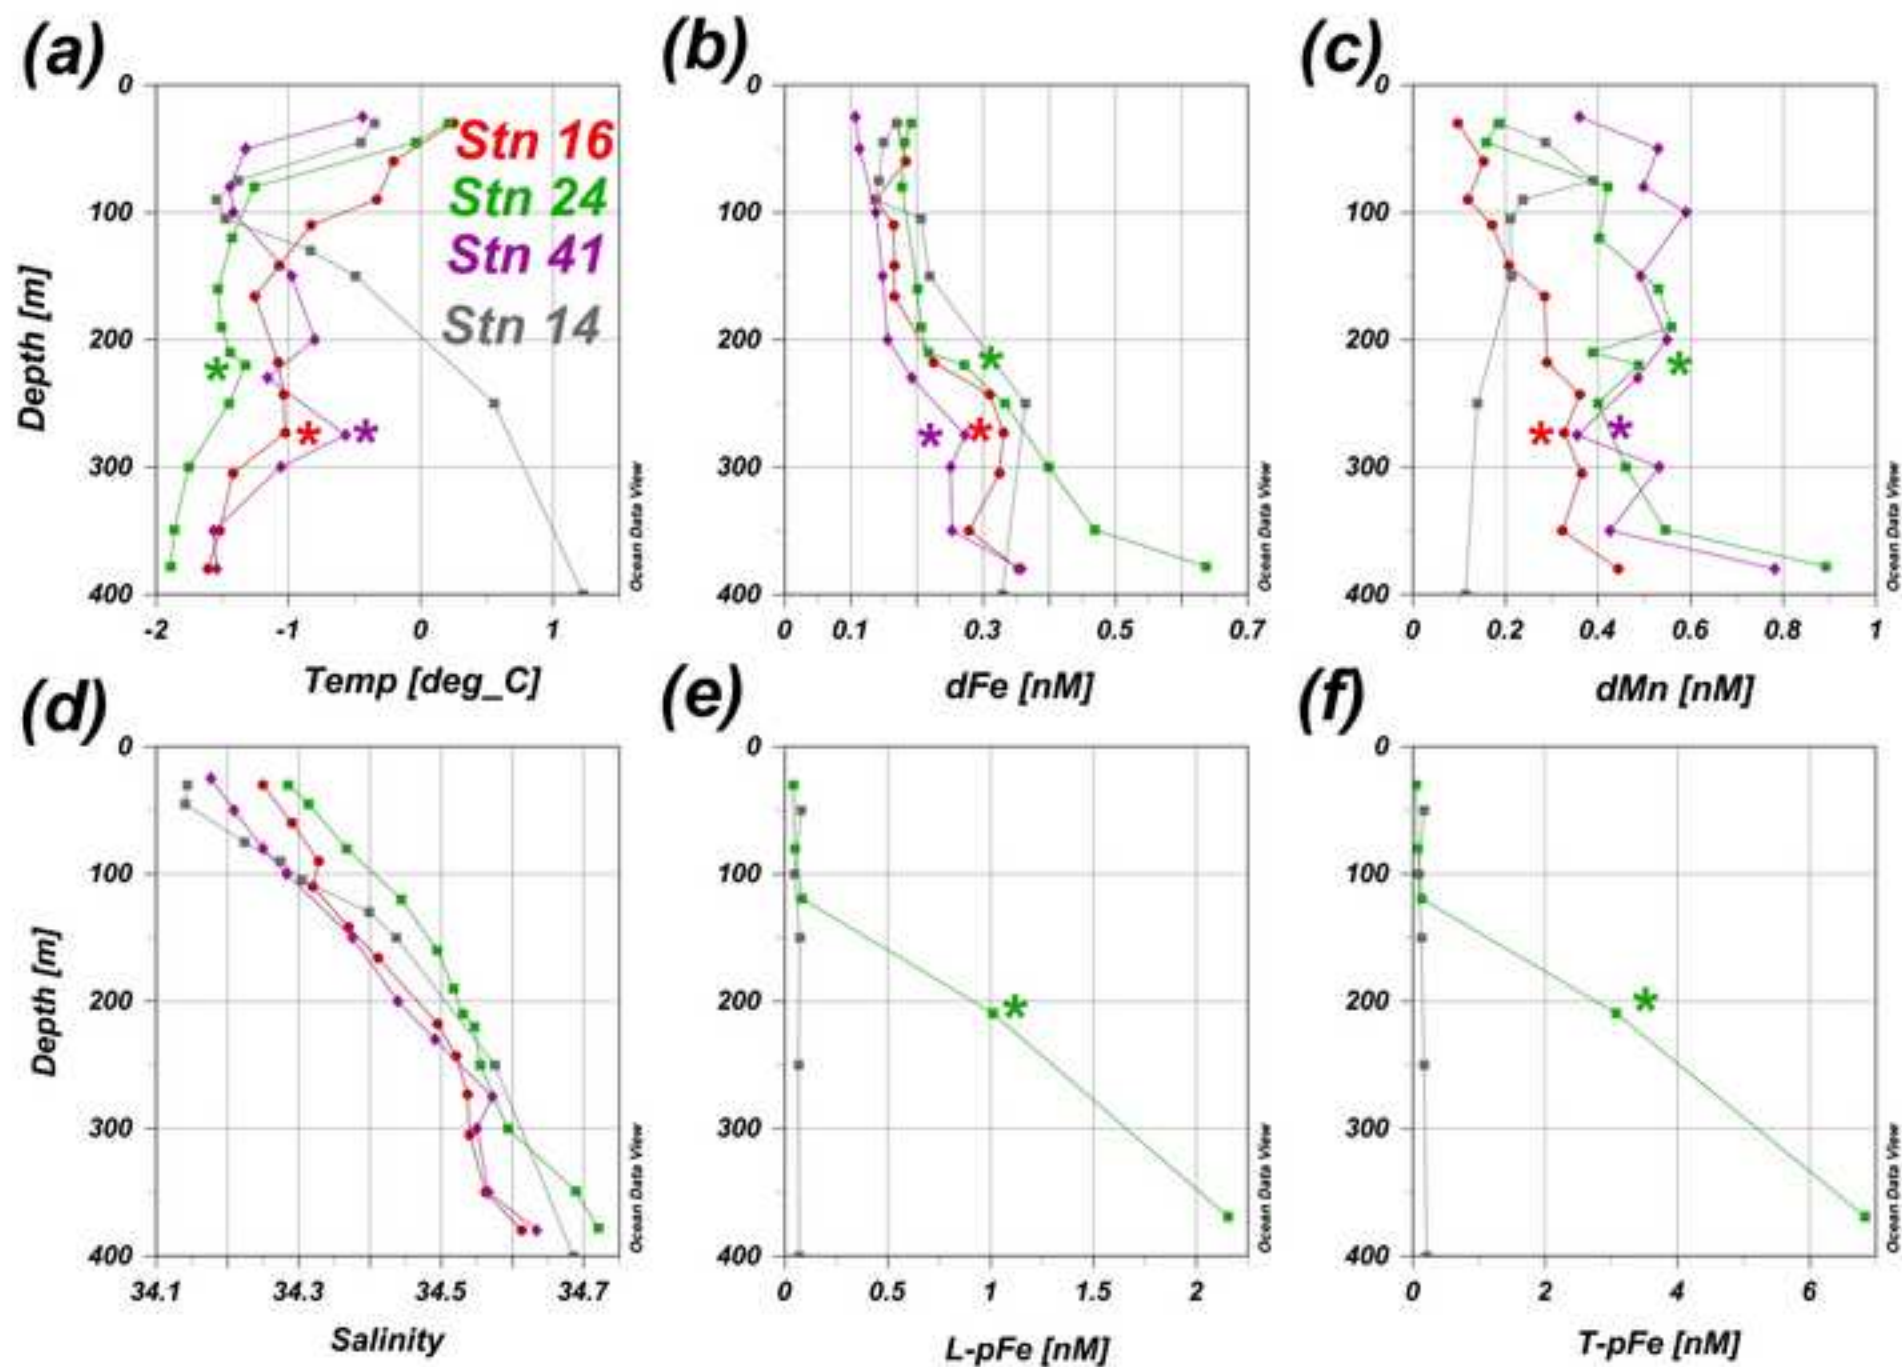 (a) (b) (c)
0 0 0
Stn 16
Stn 24
Stn 41
Stn 14
100 100 100
200 200 200
* * * * * * * * *
300 300 300
400 400 400
Depth [m]
Ocean Data View Ocean Data View Ocean Data View
-2 -1 0 1 0 0.1 0.3 0.5 0.7 0 0.2 0.4 0.6 0.8 1
Temp [deg_C] dFe [nM] dMn [nM]
(d) (e) (f)
0 0 0
100 100 100
200 200 200
* *
300 300 300
400 400 400
Depth [m]
Ocean Data View Ocean Data View Ocean Data View
34.1 34.3 34.5 34.7 0 0.5 1 1.5 2 0 2 4 6
Salinity L-pFe [nM] T-pFe [nM]